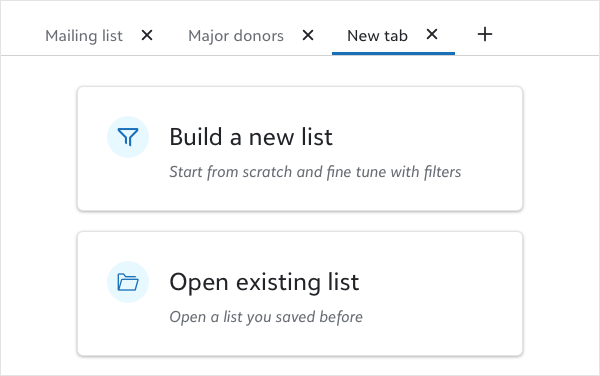 Mailing list
Major donors
New tab
Build a new list
Start from scratch and fine tune with filters
Open existing list
Open a list you saved before